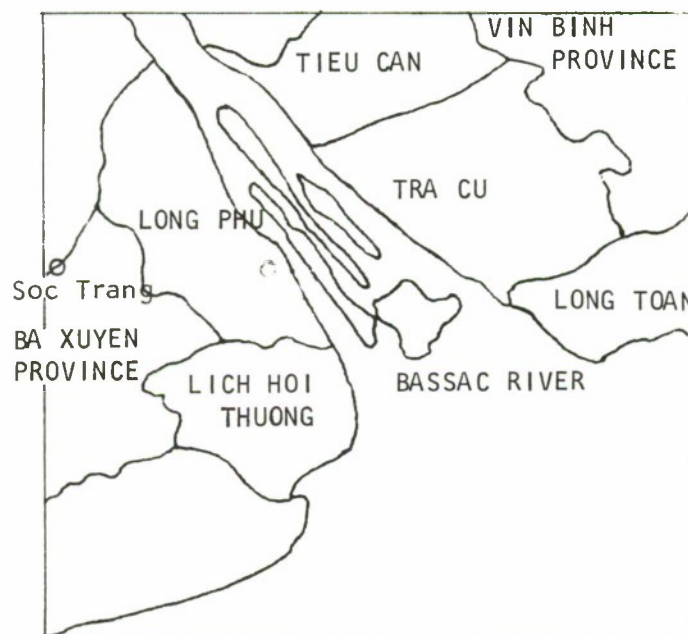 VIN BINH
PROVINCE
TIEU CAN
TRA CU
LONG PHU
Soc Trang
LONG TOAN
BA XUYEN
PROVINCE
LICH HOI
THUONG
BASSAC RIVER